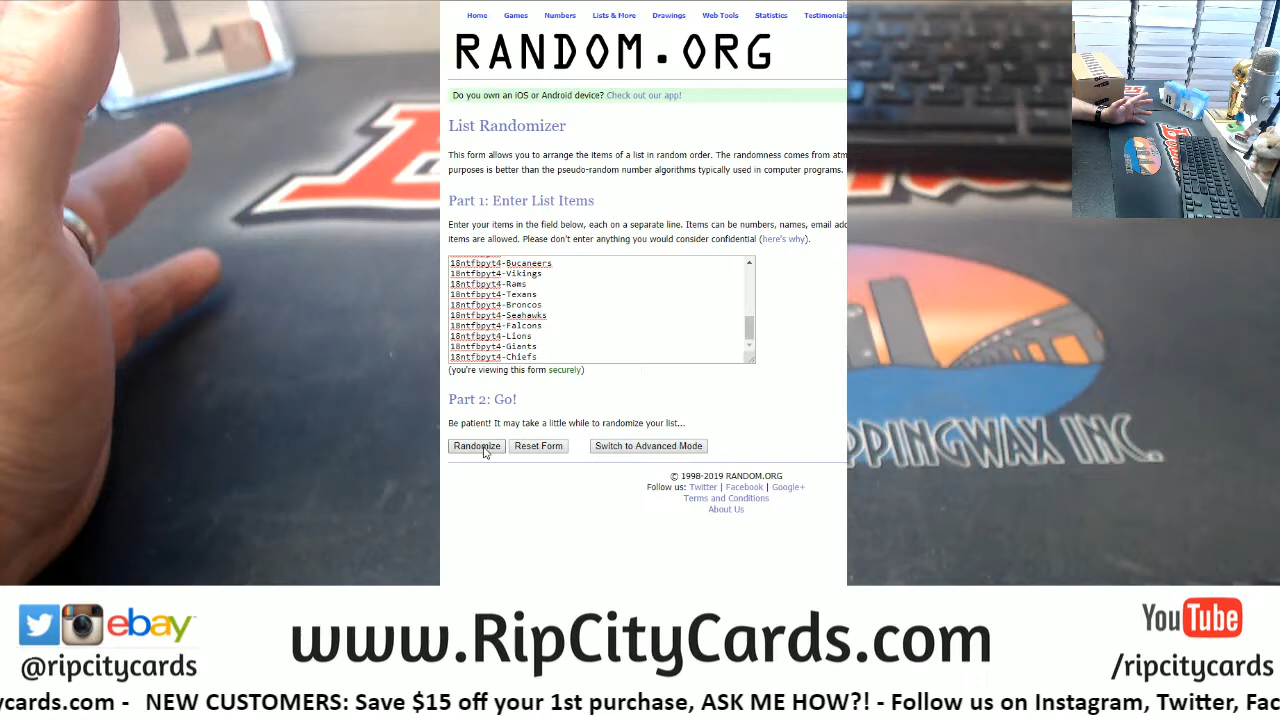 Home Games Numbers Lists & More Drawings Web Tools Statistics Testimonials
RANDOM.ORG
Do you own an iOS or Android device? Check out our app!
List Randomizer
This form allows you to arrange the items of a list in random order. The randomness comes from atm
purposes is better than the pseudo-random number algorithms typically used in computer programs.
Part 1: Enter List Items
Enter your items in the field below, each on a separate line. Items can be numbers, names, email add
items are allowed. Please don't enter anything you would consider confidential (here's why).
18ntfbpyt4-Bucaneers
18ntfbpyt4-Vikings
18ntfbpyt4-Rams
18ntfbpyt4-Texans
18ntfbpyt4-Broncos
18ntfbpyt4-Seahawks
18ntfbpyt4-Falcons
18ntfbpyt4-Lions
18ntfbpyt4-Giants
18ntfbpyt4-Chiefs
(you're viewing this form securely)
Part 2: Go!
Be patient! It may take a little while to randomize your list...
Randomize Reset Form Switch to Advanced Mode
© 1998-2019 RANDOM.ORG
Follow us: Twitter | Facebook | Google+
Terms and Conditions
About Us
PPINGWAX INC.
ebay
@ripcitycards
www.RipCityCards.com
YouTube
/ripcitycards
ycards.com - NEW CUSTOMERS: Save $15 off your 1st purchase, ASK ME HOW?! - Follow us on Instagram, Twitter, Fac